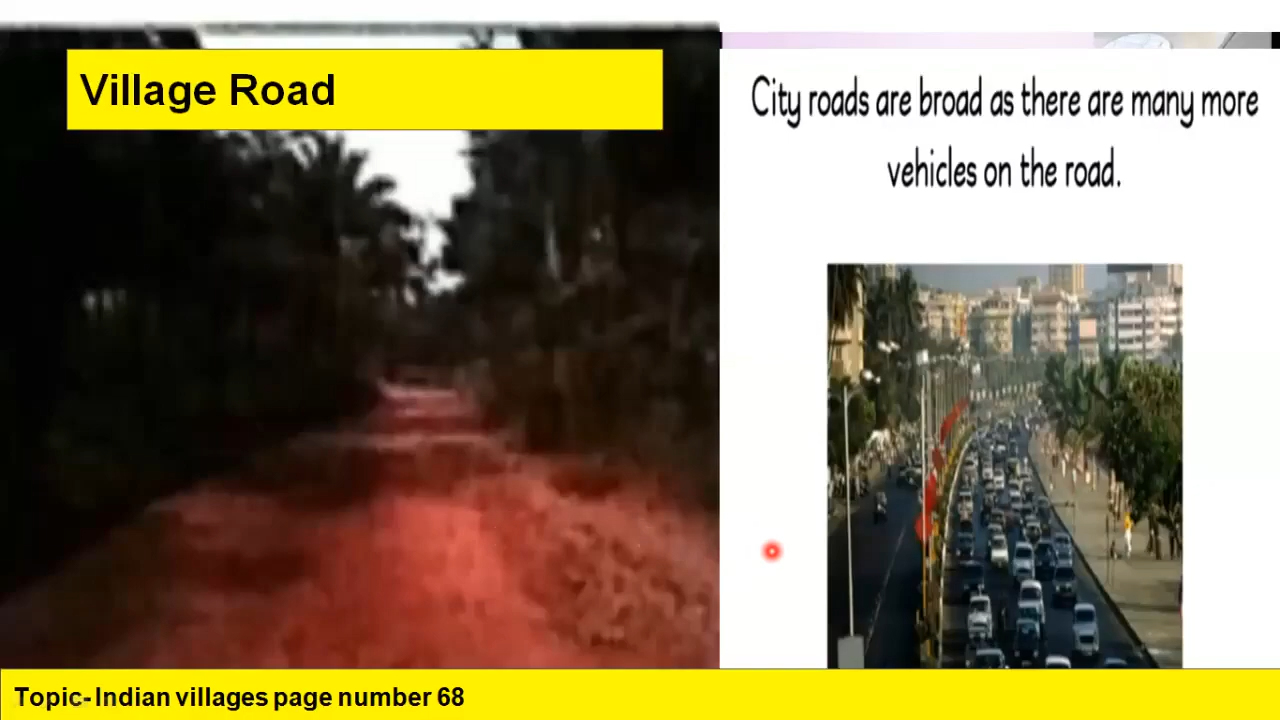 Village Road
City roads are broad as there are many more
vehicles on the road.
Topic- Indian villages page number 68